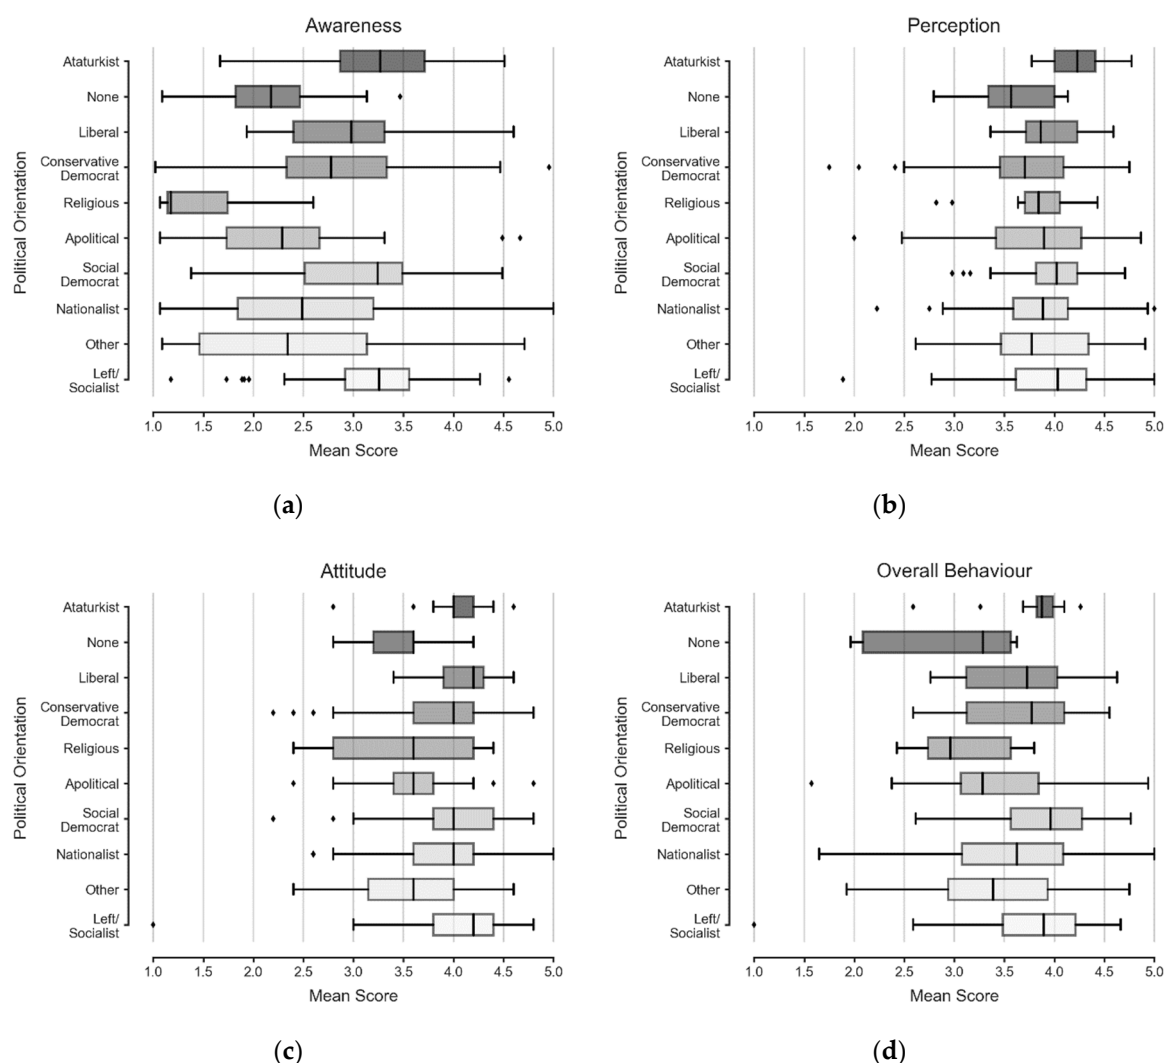 Awareness
Political Orientation
Ataturkist
None
Liberal
Conservative
Democrat
Religious
Apolitical
Social
Democrat
Nationalist
Other
Left/
Socialist
1.0 1.5 2.0 2.5 3.0 3.5 4.0 4.5 5.0
Mean Score
(a)
Perception
Political Orientation
Ataturkist
None
Liberal
Conservative
Democrat
Religious
Apolitical
Social
Democrat
Nationalist
Other
Left/
Socialist
1.0 2.0 2.5 3.0 3.5 4.0 4.5 5.0
Mean Score
(b)
Attitude
Political Orientation
Ataturkist
None
Liberal
Conservative
Democrat
Religious
Apolitical
Social
Democrat
Nationalist
Other
Left/
Socialist
1.0 1.5 2.0 2.5 3.0 3.5 4.0 4.5 5.0
Mean Score
(c)
Overall Behaviour
Political Orientation
Ataturkist
None
Liberal
Conservative
Democrat
Religious
Apolitical
Social
Democrat
Nationalist
Other
Left/
Socialist
1.0 2.0 2.5 3.0 3.5 4.0 4.5 5.0
Mean Score
(d)